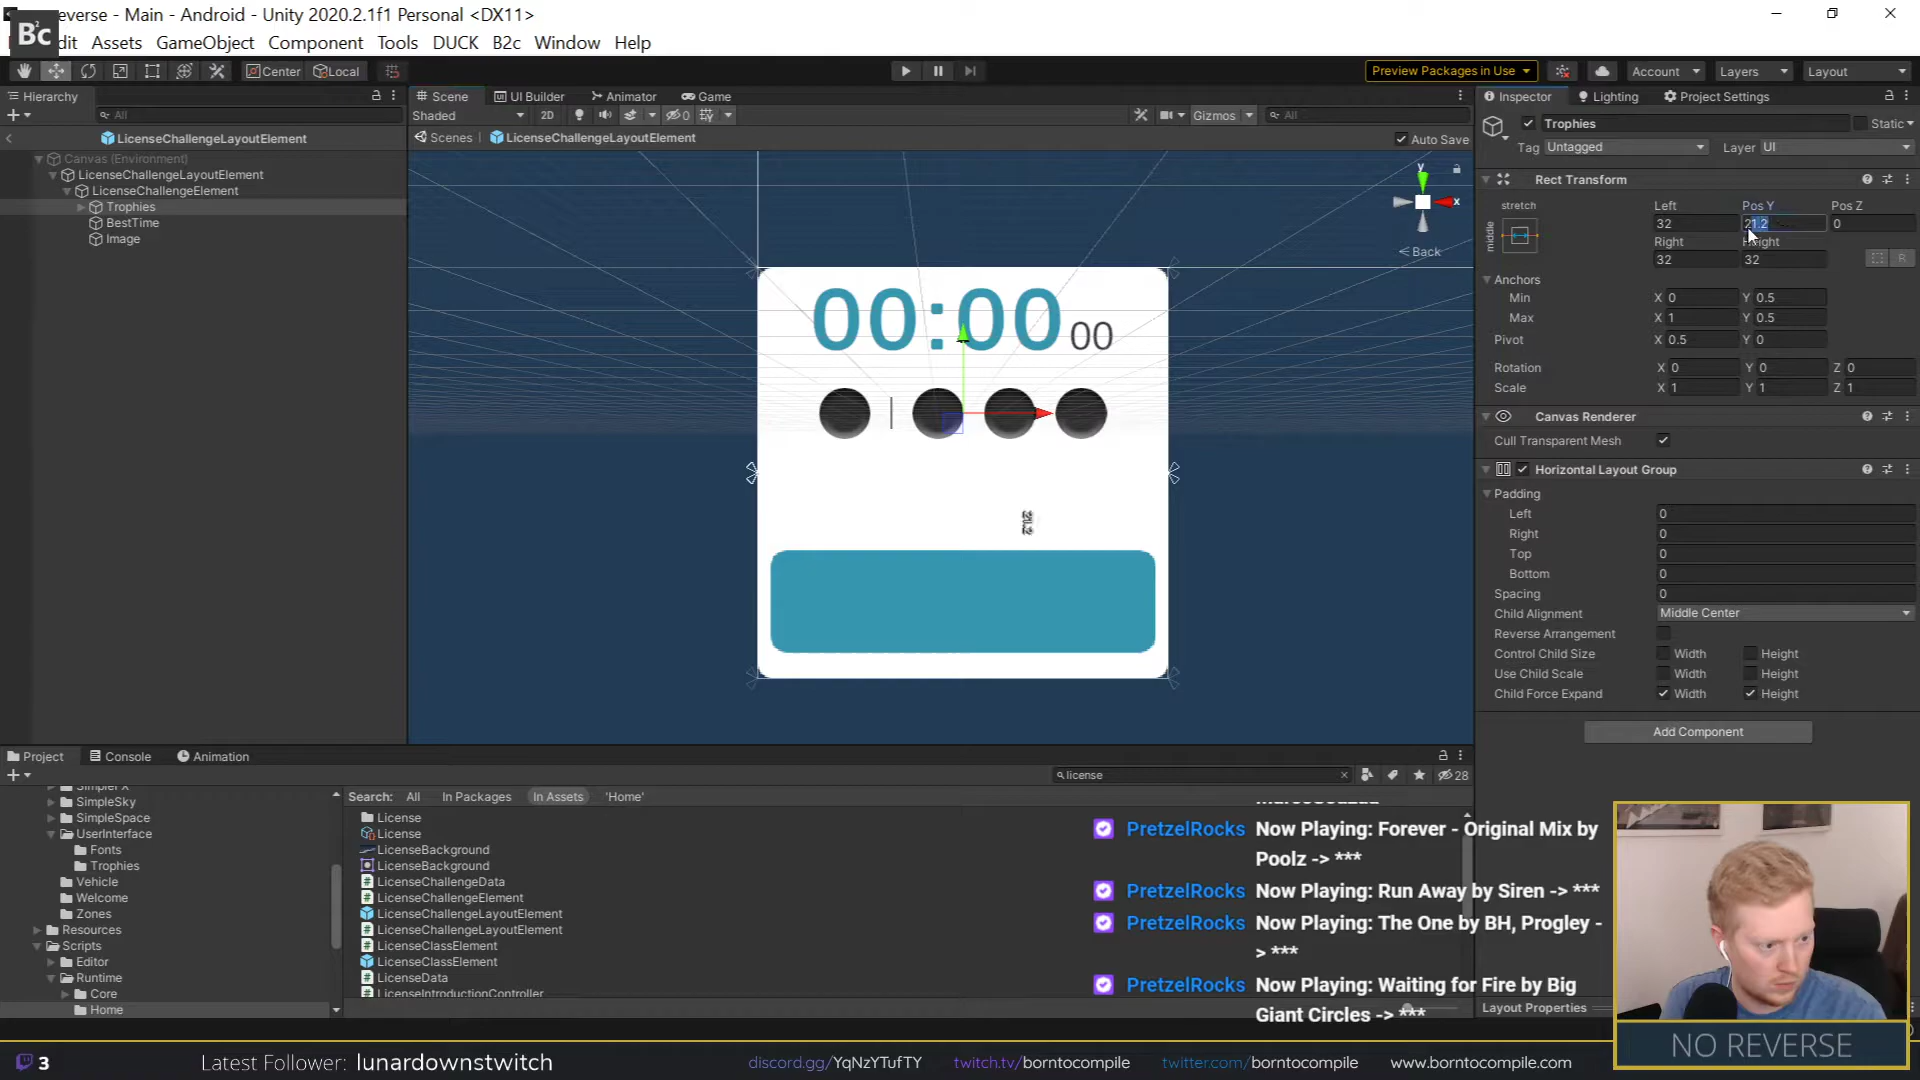 everse - Main - Android - Unity 2020.2.1f1 Personal <DX11>
Bc2
dit Assets GameObject Component Tools DUCK B2c Window Help
Center Local Preview Packages in Use Account Layers Layout
Hierarchy
All
LicenseChallengeLayoutElement
Canvas (Environment)
LicenseChallengeLayoutElement
LicenseChallengeElement
Trophies
BestTime
Image
Scene UI Builder Animator Game
Shaded 2D 0 Gizmos All
Scenes LicenseChallengeLayoutElement Auto Save
y
x
< Back
00:00 00
Inspector Lighting Project Settings
Trophies Static
Tag Untagged Layer UI
Rect Transform
stretch
middle
Left Pos Y Pos Z
32 21.2 0
Right Height
32 32
R
Anchors
Min X 0 Y 0.5
Max X 1 Y 0.5
Pivot X 0.5 Y 0
Rotation X 0 Y 0 Z 0
Scale X 1 Y 1 Z 1
Canvas Renderer
Cull Transparent Mesh
Horizontal Layout Group
Padding
Left 0
Right 0
Top 0
Bottom 0
Spacing 0
Child Alignment Middle Center
Reverse Arrangement
Control Child Size Width Height
Use Child Scale Width Height
Child Force Expand Width Height
Add Component
Layout Properties
Project Console Animation
license 28
SimpleSky
SimpleSpace
UserInterface
Fonts
Trophies
Vehicle
Welcome
Zones
Resources
Scripts
Editor
Runtime
Core
Home
Search: All In Packages In Assets 'Home'
License
License
LicenseBackground
LicenseBackground
LicenseChallengeData
LicenseChallengeElement
LicenseChallengeLayoutElement
LicenseChallengeLayoutElement
LicenseClassElement
LicenseClassElement
LicenseData
LicenseIntroductionController
PretzelRocks Now Playing: Forever - Original Mix by
Poolz -> ***
PretzelRocks Now Playing: Run Away by Siren -> ***
PretzelRocks Now Playing: The One by BH, Progley -
> ***
PretzelRocks Now Playing: Waiting for Fire by Big
Giant Circles -> ***
NO REVERSE
3 Latest Follower: lunardownstwitch discord.gg/YqNzYTufTY twitch.tv/borntocompile twitter.com/borntocompile www.borntocompile.com